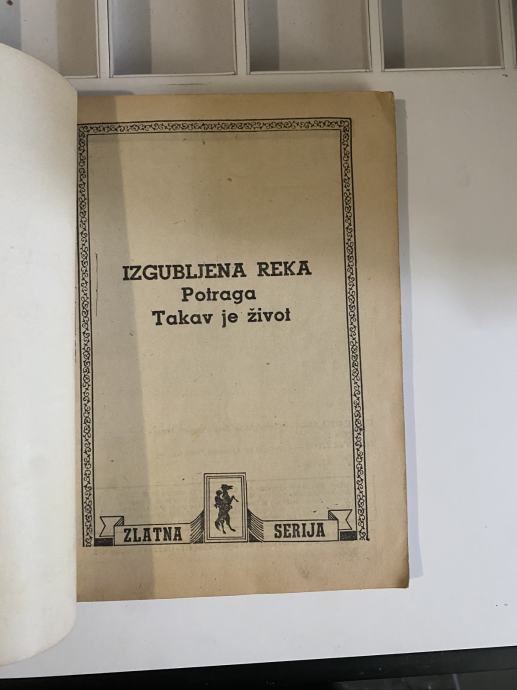 IZGUBLJENA REKA
Potraga
Takav je život
ZLATNA SERIJA